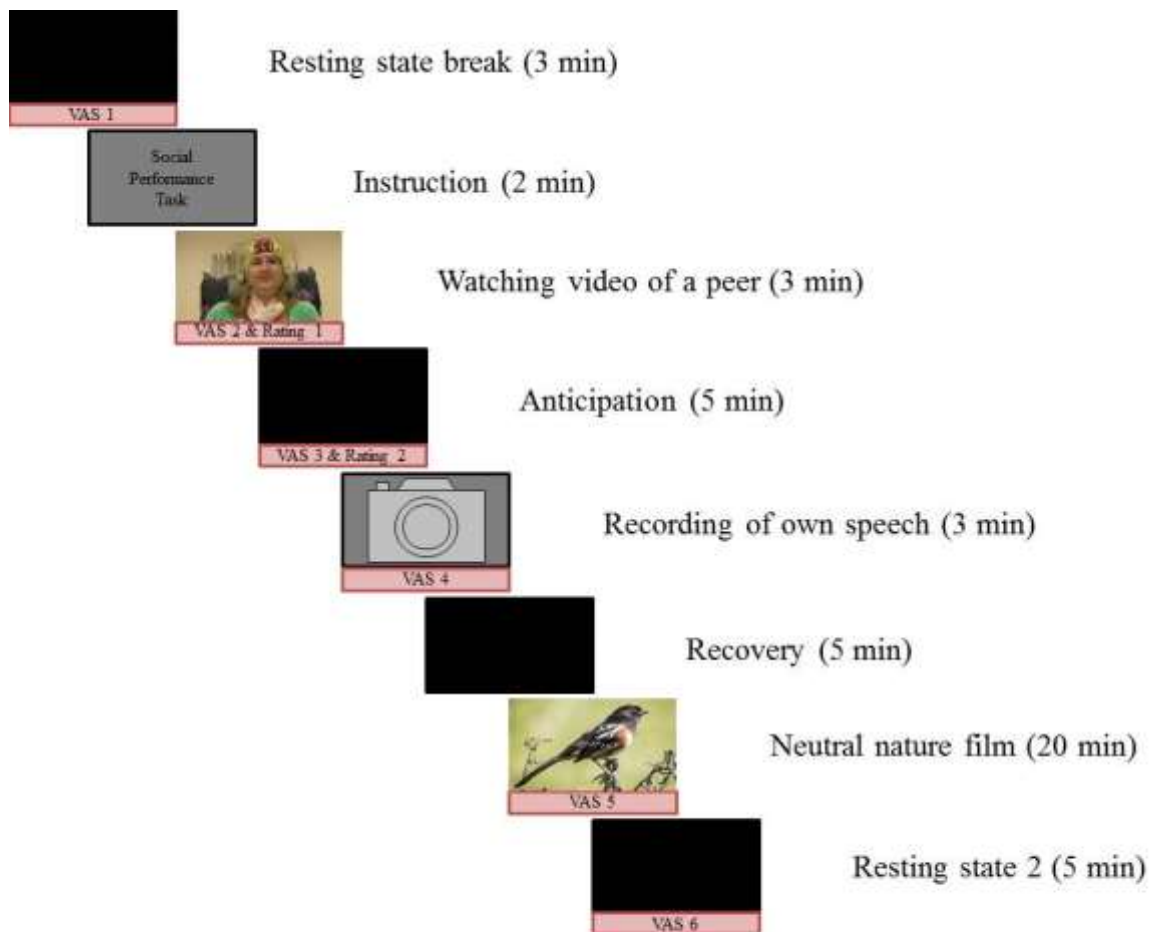 Resting state break (3 min)
VAS 1
Social
Performance
Task
Instruction (2 min)
Watching video of a peer (3 min)
VAS 2 & Rating 1
Anticipation (5 min)
VAS 3 & Rating 2
Recording of own speech (3 min)
VAS 4
Recovery (5 min)
Neutral nature film (20 min)
VAS 5
Resting state 2 (5 min)
VAS 6